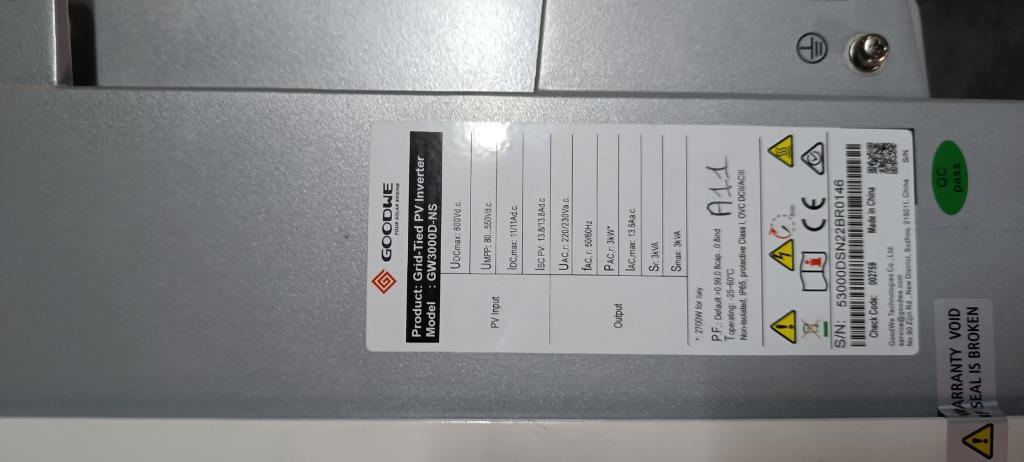 GOODWE
YOUR SOLAR ENGINE
Product: Grid-Tied PV Inverter
Model : GW3000D-NS
PV Input
UDCmax: 600Vd.c.
UMPP: 80...550Vd.c.
IDC,max: 11/11Ad.c.
ISC PV: 13.8/13.8Ad.c.
Output
UAC,r: 220/230Va.c.
fAC,r: 50/60Hz
PAC,r: 3kW*
IAC,max: 13.6Aa.c.
Sr: 3kVA
Smax: 3kVA
*: 2700W for Italy
P.F.: Default >0.99,0.8cap...0.8ind
A11
Toperating: -25~60°C
Non-isolated, IP65, protective Class I, OVC DCII/ACIII
5min
CE
S/N: 53000DSN22BR0146
Check Code: 002759 Made in China
S/N
GoodWe Technologies Co., Ltd.
service@goodwe.com
No.90 Zijin Rd., New District, Suzhou, 215011, China
QC
pass
WARRANTY VOID
IF SEAL IS BROKEN